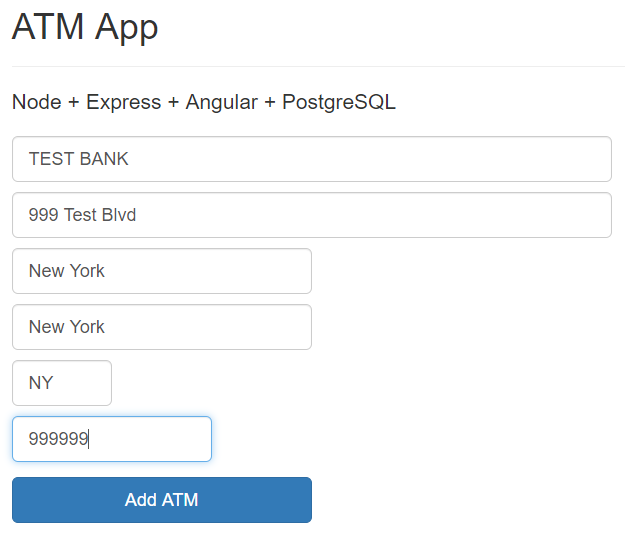 ATM App
Node + Express + Angular + PostgreSQL
TEST BANK
999 Test Blvd
New York
New York
NY
999999
Add ATM